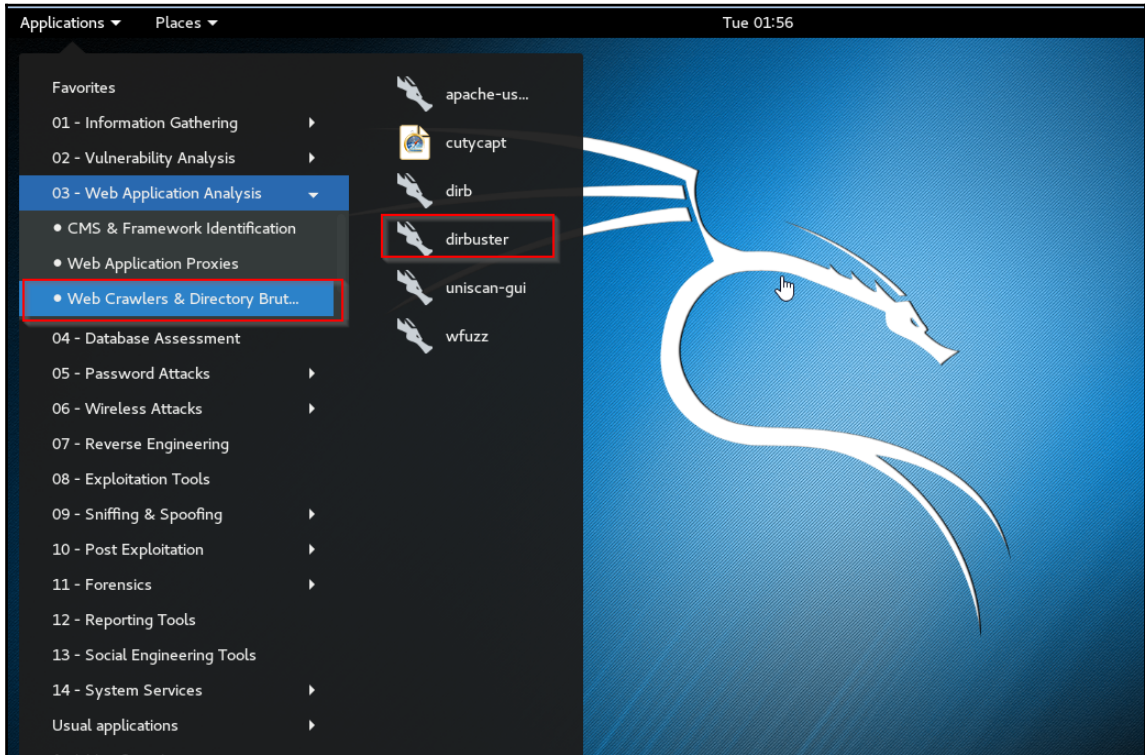 Applications Places Tue 01:56
Favorites
01 - Information Gathering
02 - Vulnerability Analysis
03 - Web Application Analysis
• CMS & Framework Identification
• Web Application Proxies
• Web Crawlers & Directory Brut...
04 - Database Assessment
05 - Password Attacks
06 - Wireless Attacks
07 - Reverse Engineering
08 - Exploitation Tools
09 - Sniffing & Spoofing
10 - Post Exploitation
11 - Forensics
12 - Reporting Tools
13 - Social Engineering Tools
14 - System Services
Usual applications
apache-us...
cutycapt
dirb
dirbuster
uniscan-gui
wfuzz